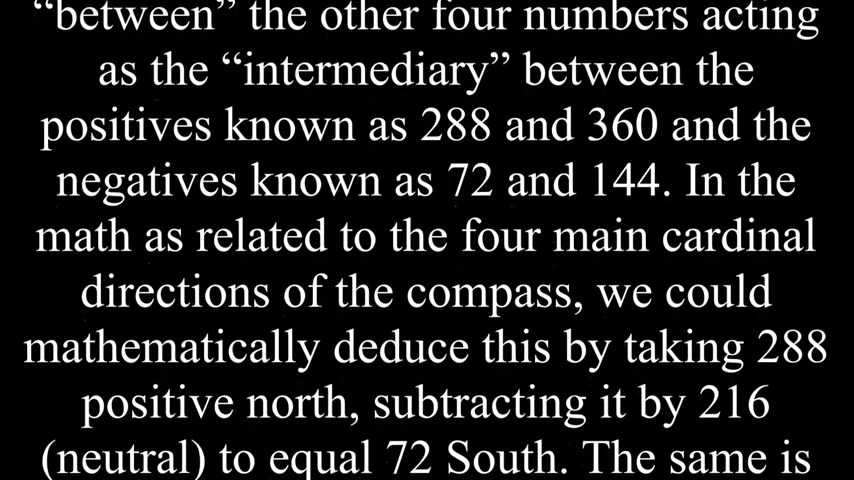 “between” the other four numbers acting
as the “intermediary” between the
positives known as 288 and 360 and the
negatives known as 72 and 144. In the
math as related to the four main cardinal
directions of the compass, we could
mathematically deduce this by taking 288
positive north, subtracting it by 216
(neutral) to equal 72 South. The same is